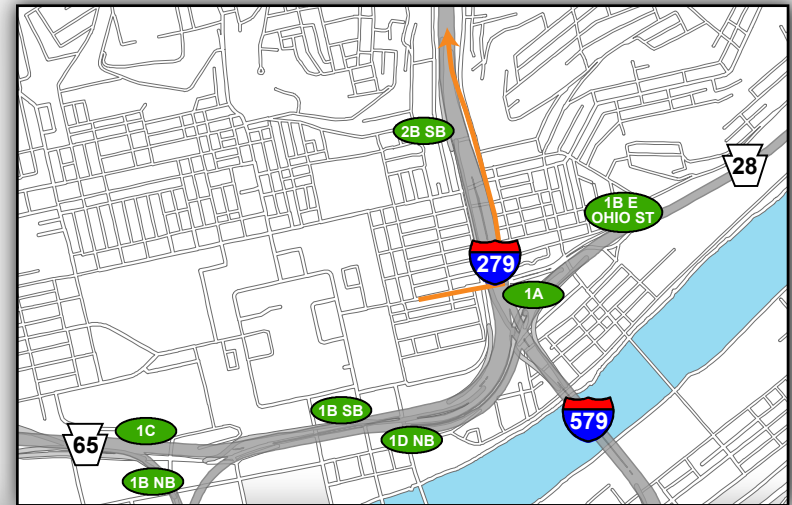 2B SB
28
1B E
OHIO ST
279
1A
1B SB
579
1C
65
1D NB
1B NB